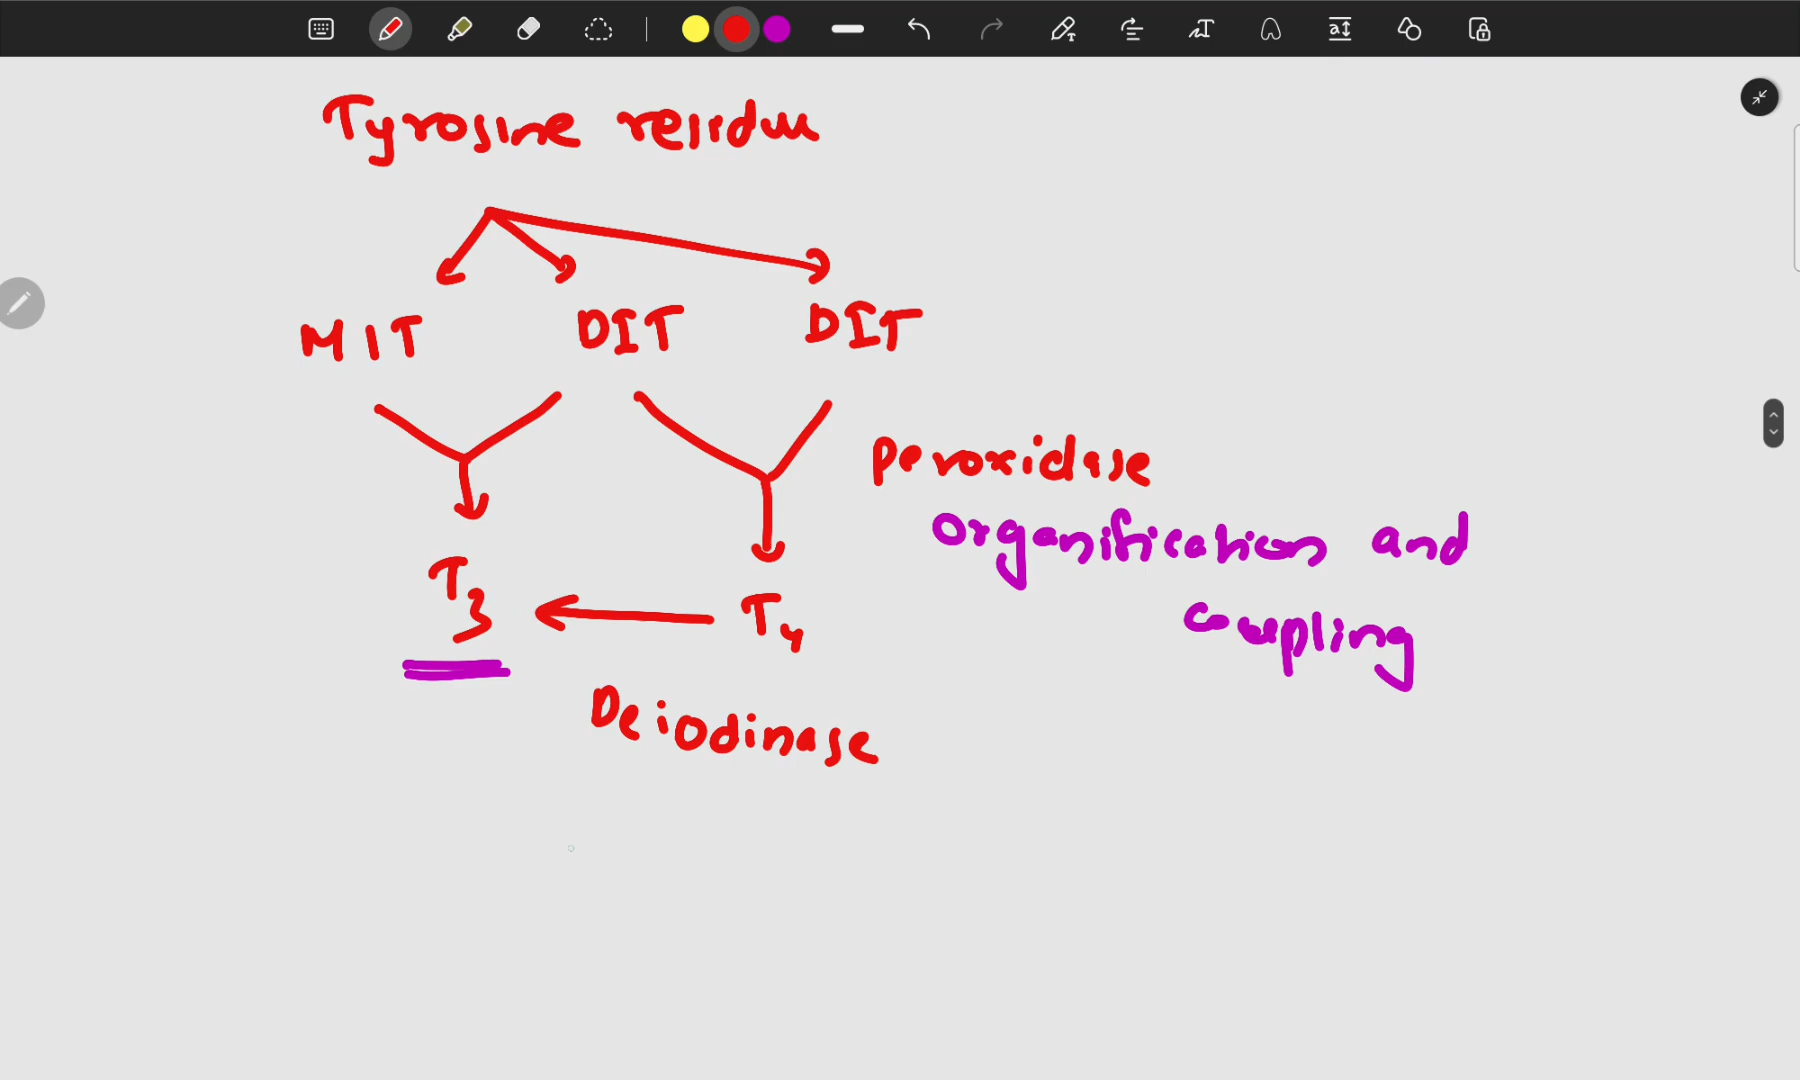 Tyrosine residue
MIT DIT DIT
Peroxidase
Organification and
coupling
T3 T4
Deiodinase